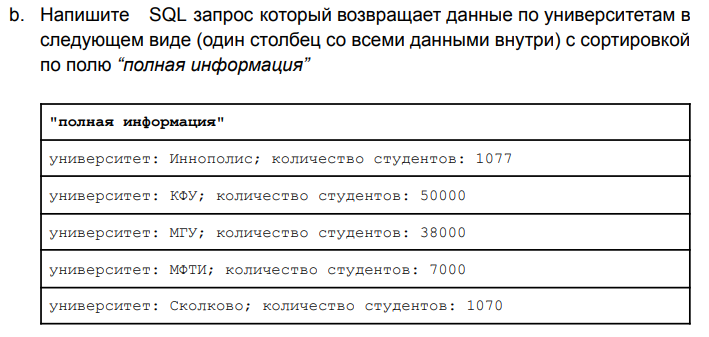 b. Напишите SQL запрос который возвращает данные по университетам в
следующем виде (один столбец со всеми данными внутри) с сортировкой
по полю “полная информация”
"полная информация"
университет: Иннополис; количество студентов: 1077
университет: КФУ; количество студентов: 50000
университет: МГУ; количество студентов: 38000
университет: МФТИ; количество студентов: 7000
университет: Сколково; количество студентов: 1070